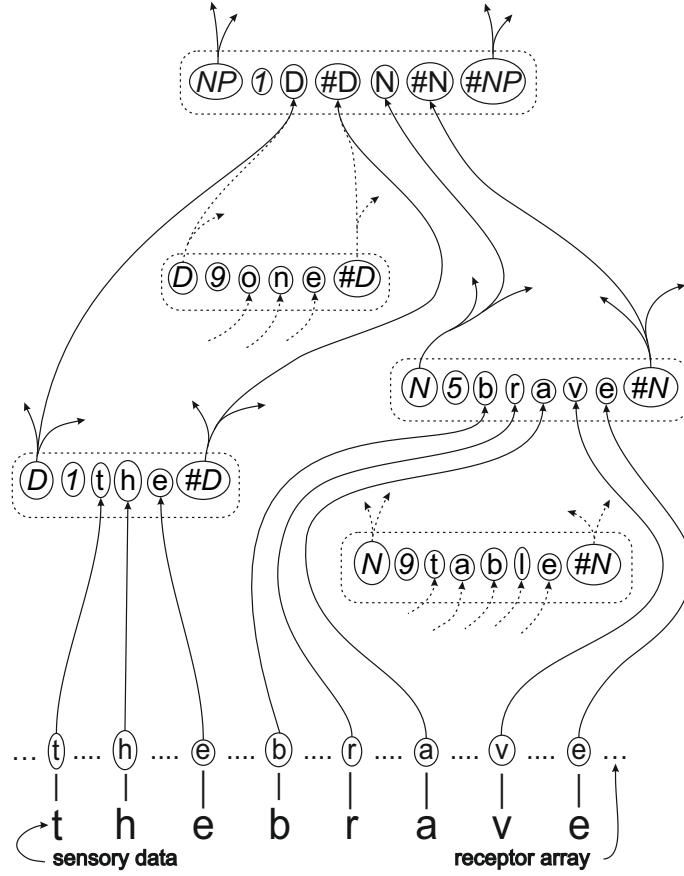 NP 1 D #D N #N #NP
D 9 o n e #D
N 5 b r a v e #N
D 1 t h e #D
N 9 t a b l e #N
... t .... h .... e .... b .... r .... a .... v .... e ...
t h e b r a v e
sensory data receptor array